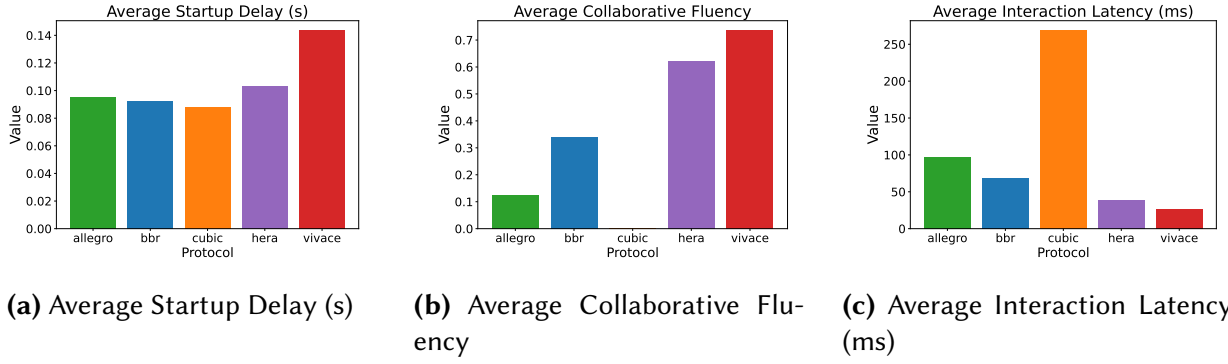 Average Startup Delay (s)
Value
0.14
0.12
0.10
0.08
0.06
0.04
0.02
0.00
allegro bbr cubic hera vivace
Protocol
(a) Average Startup Delay (s)
Average Collaborative Fluency
Value
0.7
0.6
0.5
0.4
0.3
0.2
0.1
0.0
allegro bbr cubic hera vivace
Protocol
(b) Average Collaborative Flu-
ency
Average Interaction Latency (ms)
Value
250
200
150
100
50
0
allegro bbr cubic hera vivace
Protocol
(c) Average Interaction Latency
(ms)